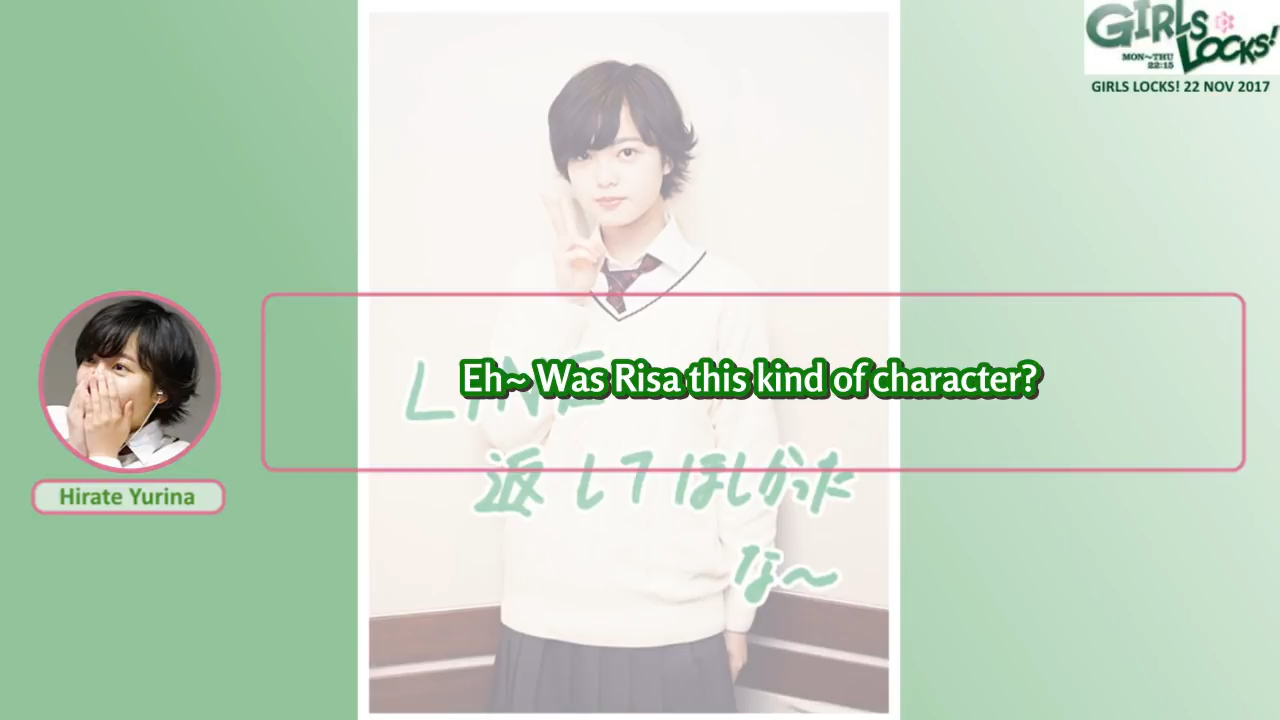 GIRLS
LOCKS!
MON~THU
22:15
GIRLS LOCKS! 22 NOV 2017
Eh~ Was Risa this kind of character?
LINE
返してほしかった
な〜
Hirate Yurina